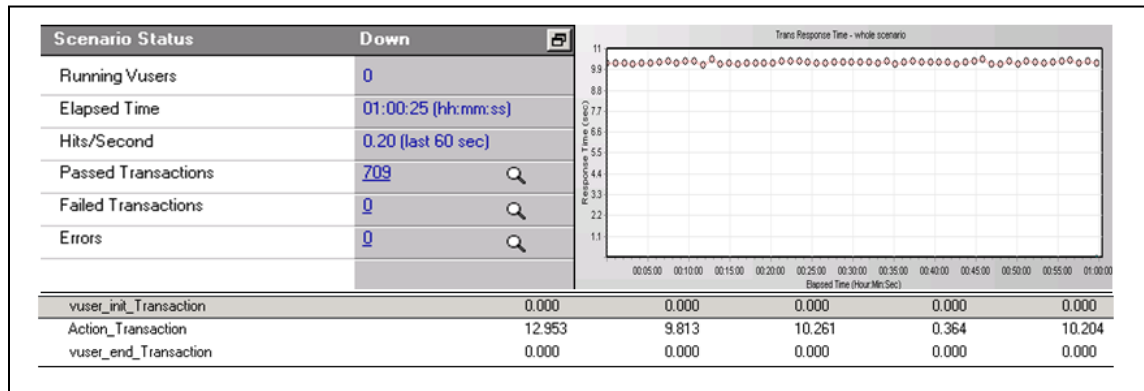 Scenario Status Down
Running Vusers 0
Elapsed Time 01:00:25 (hh:mm:ss)
Hits/Second 0.20 (last 60 sec)
Passed Transactions 709
Failed Transactions 0
Errors 0
Trans Response Time - whole scenario
Response Time (sec)
11
9.9
8.8
7.7
6.6
5.5
4.4
3.3
2.2
1.1
00:05:00 00:10:00 00:15:00 00:20:00 00:25:00 00:30:00 00:35:00 00:40:00 00:45:00 00:50:00 00:55:00 01:00:00
Elapsed Time (Hour:Min:Sec)
vuser_init_Transaction 0.000 0.000 0.000 0.000 0.000
Action_Transaction 12.953 9.813 10.261 0.364 10.204
vuser_end_Transaction 0.000 0.000 0.000 0.000 0.000